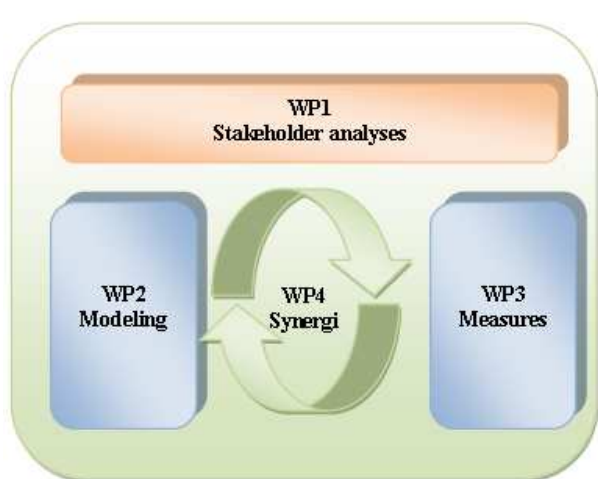 WP1
Stakeholder analyses
WP2
Modeling
WP4
Synergi
WP3
Measures